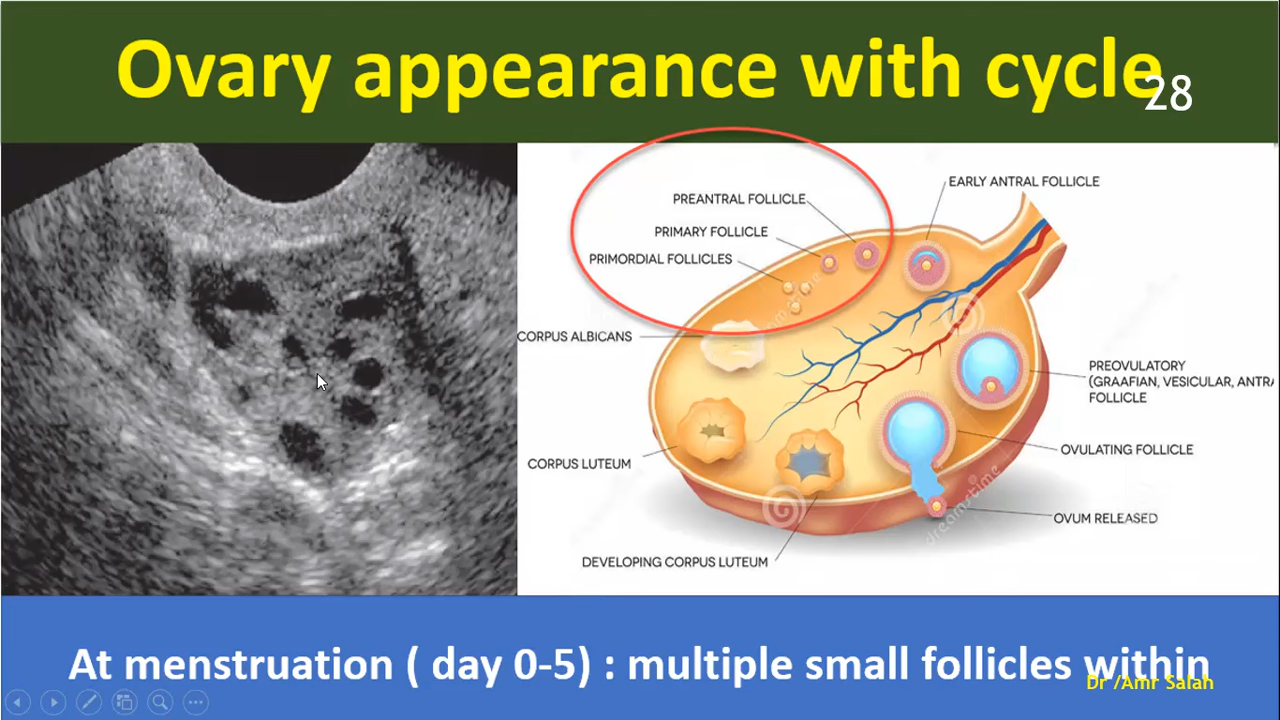 Ovary appearance with cycle
28
PREANTRAL FOLLICLE
PRIMARY FOLLICLE
PRIMORDIAL FOLLICLES
EARLY ANTRAL FOLLICLE
CORPUS ALBICANS
PREOVULATORY
(GRAAFIAN, VESICULAR, ANTRA
FOLLICLE
CORPUS LUTEUM
OVULATING FOLLICLE
OVUM RELEASED
DEVELOPING CORPUS LUTEUM
dreamstime
At menstruation ( day 0-5) : multiple small follicles within
Dr /Amr Salah